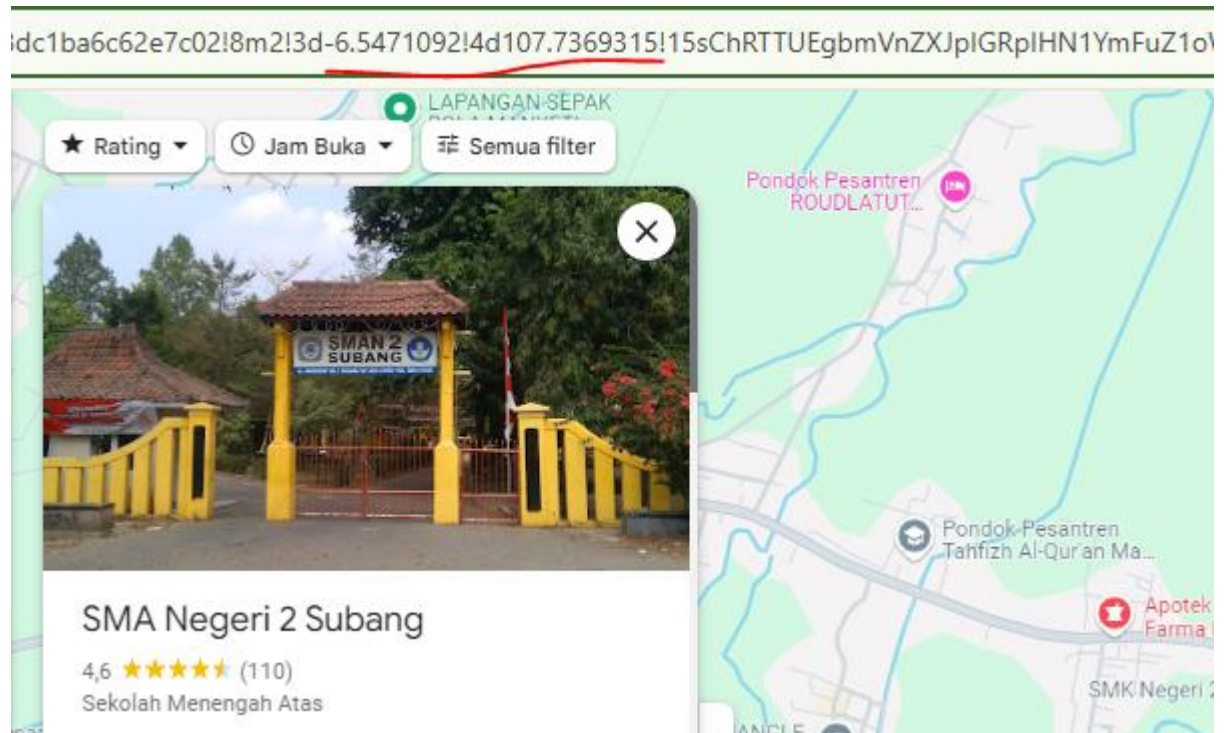 dc1ba6c62e7c02!8m2!3d-6.5471092!4d107.7369315!15sChRTTUEgbmVnZXJpIGRpIHN1YmFuZ1o
LAPANGAN SEPAK
Rating
Jam Buka
Semua filter
Pondok Pesantren
ROUDLATUT...
SMAN 2
SUBANG
Pondok Pesantren
Tahfizh Al-Qur'an Ma...
Apotek
Farma
SMA Negeri 2 Subang
4,6 (110)
Sekolah Menengah Atas
SMK Negeri 2